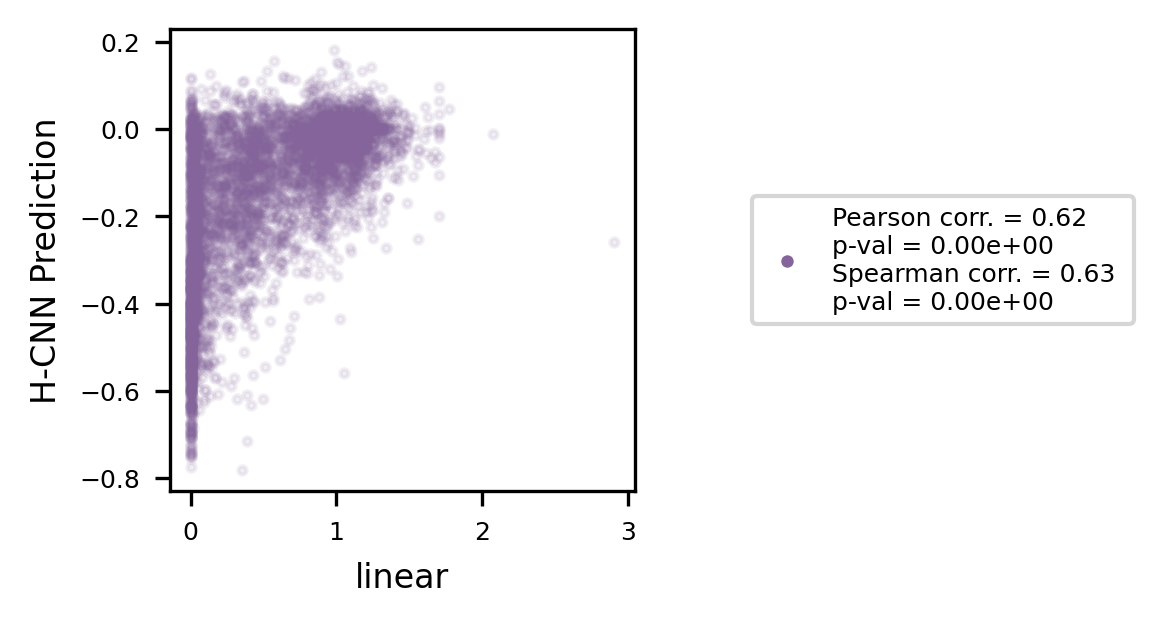 0.2
0.0
−0.2
−0.4
−0.6
−0.8
H-CNN Prediction
0
1
2
3
linear
Pearson corr. = 0.62
p-val = 0.00e+00
Spearman corr. = 0.63
p-val = 0.00e+00